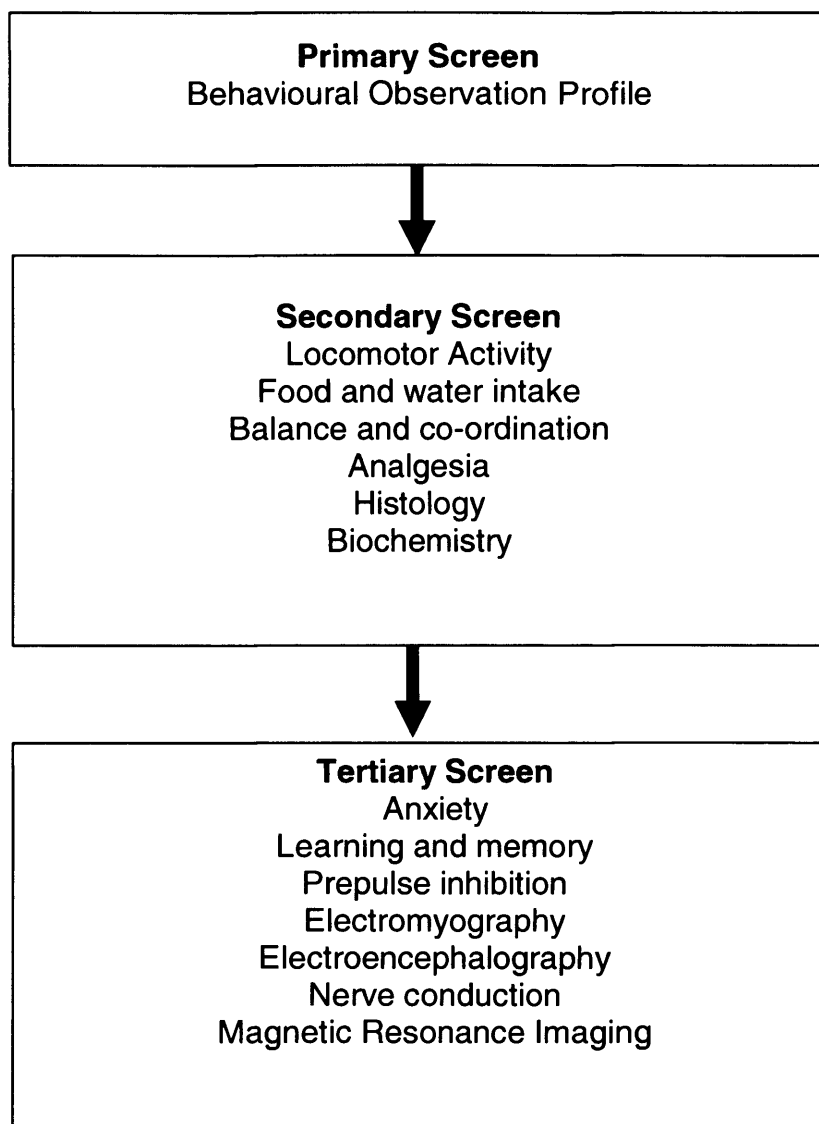 Primary Screen
Behavioural Observation Profile
Secondary Screen
Locomotor Activity
Food and water intake
Balance and co-ordination
Analgesia
Histology
Biochemistry
Tertiary Screen
Anxiety
Learning and memory
Prepulse inhibition
Electromyography
Electroencephalography
Nerve conduction
Magnetic Resonance Imaging